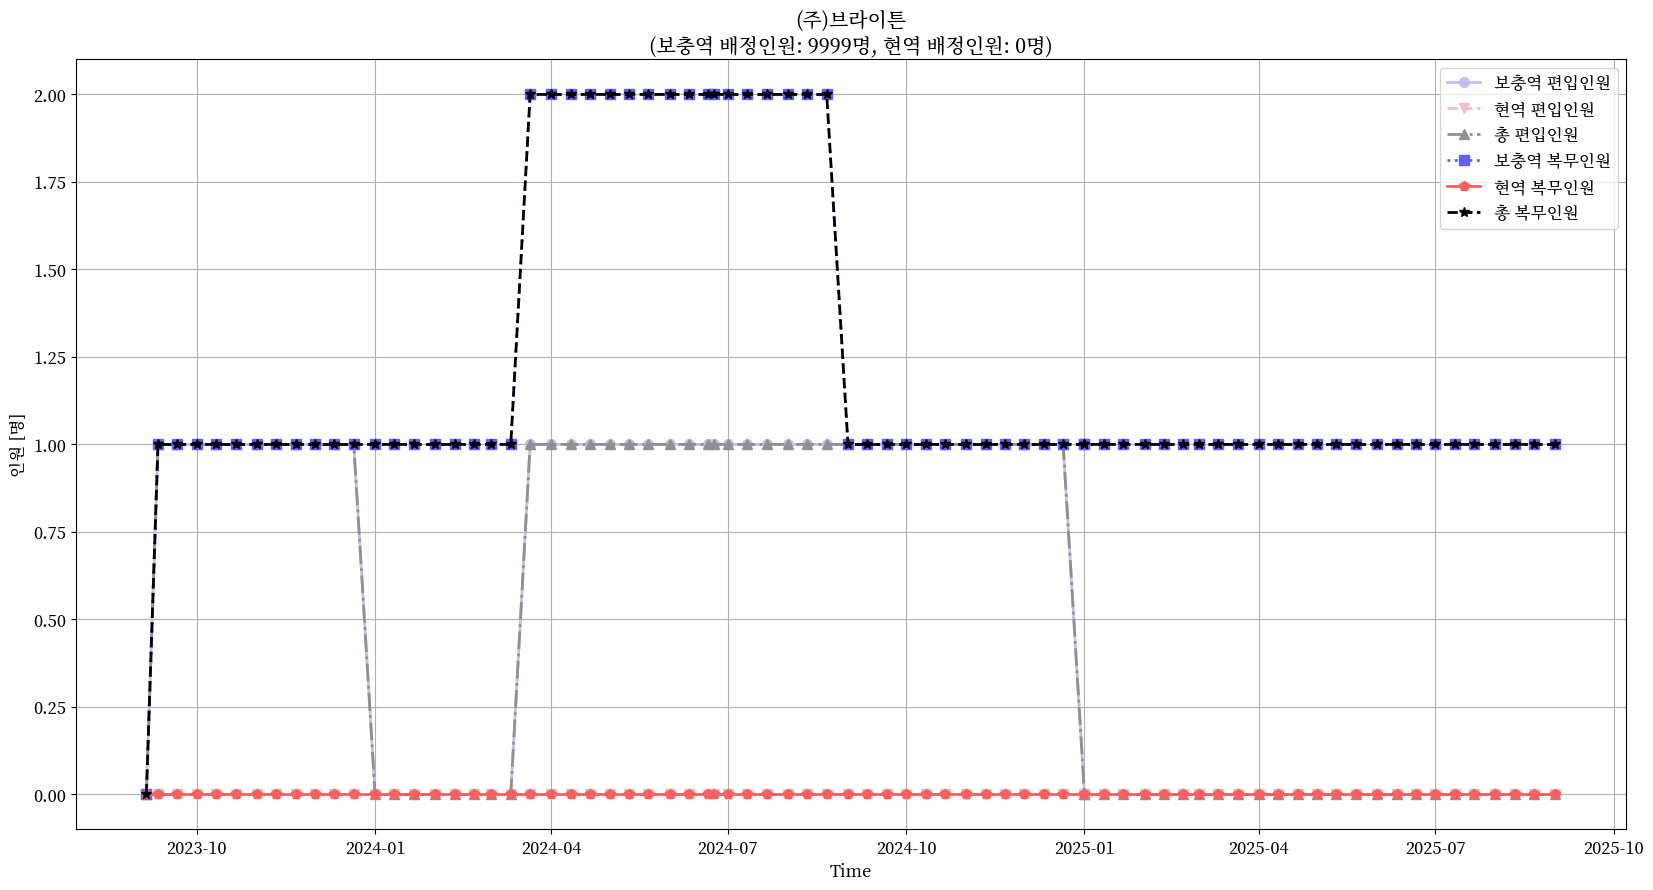 (주)브라이튼
(보충역 배정인원: 9999명, 현역 배정인원: 0명)
보충역 편입인원
현역 편입인원
총 편입인원
보충역 복무인원
현역 복무인원
총 복무인원
인원 [명]
2.00
1.75
1.50
1.25
1.00
0.75
0.50
0.25
0.00
2023-10
2024-01
2024-04
2024-07
2024-10
2025-01
2025-04
2025-07
2025-10
Time